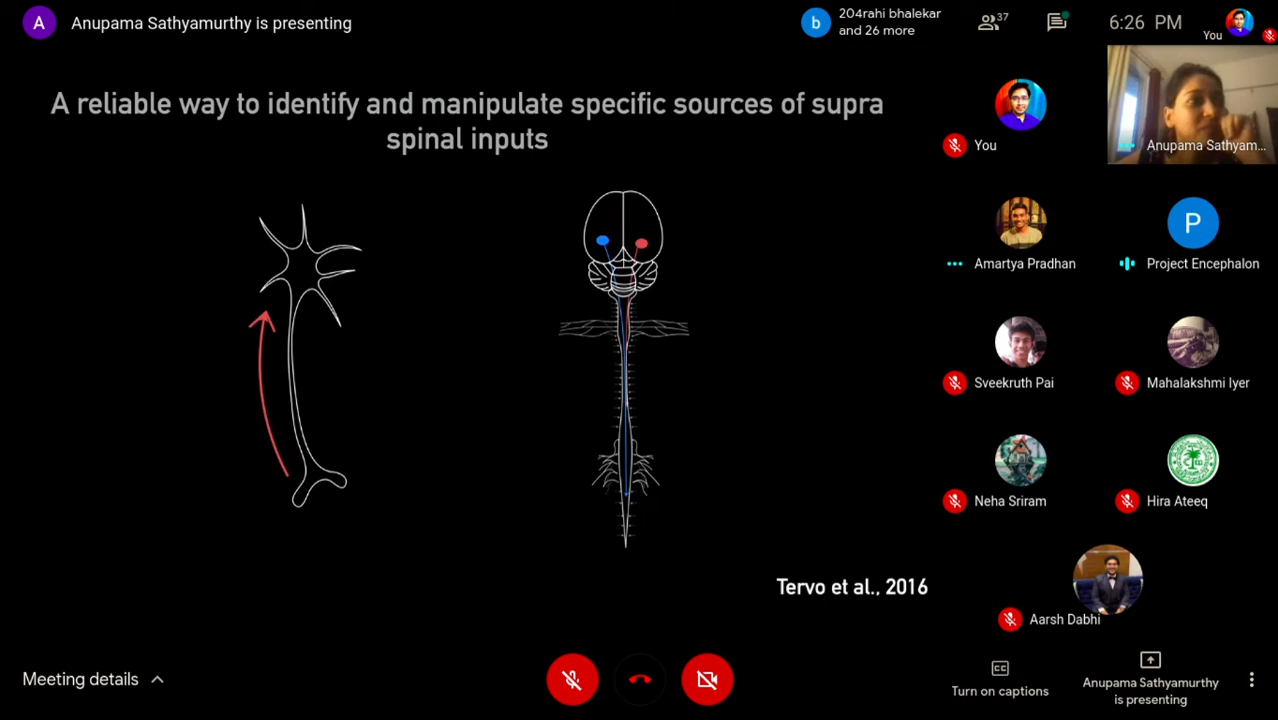 A
Anupama Sathyamurthy is presenting
b
204rahi bhalekar
and 26 more
37
6:26 PM
You
A reliable way to identify and manipulate specific sources of supra
spinal inputs
You
Anupama Sathyam...
Amartya Pradhan
P
Project Encephalon
Sveekruth Pai
Mahalakshmi Iyer
Neha Sriram
Hira Ateeq
Tervo et al., 2016
Aarsh Dabhi
Meeting details
CC
Turn on captions
Anupama Sathyamurthy
is presenting